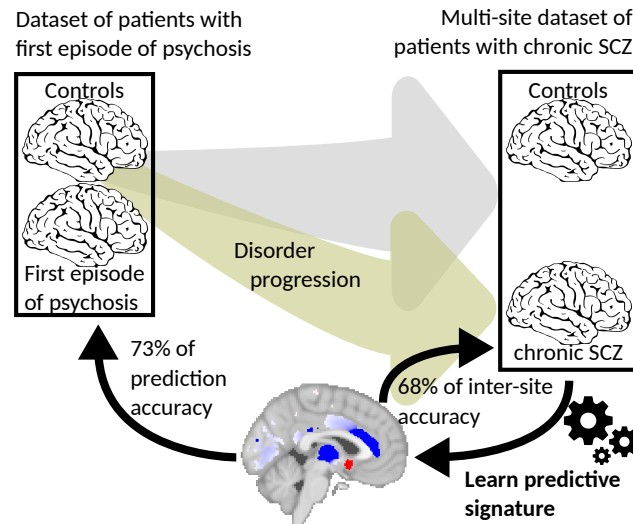 Dataset of patients with
first episode of psychosis
Multi-site dataset of
patients with chronic SCZ
Controls
First episode
of psychosis
Controls
chronic SCZ
Disorder
progression
73% of
prediction
accuracy
68% of inter-site
accuracy
Learn predictive
signature